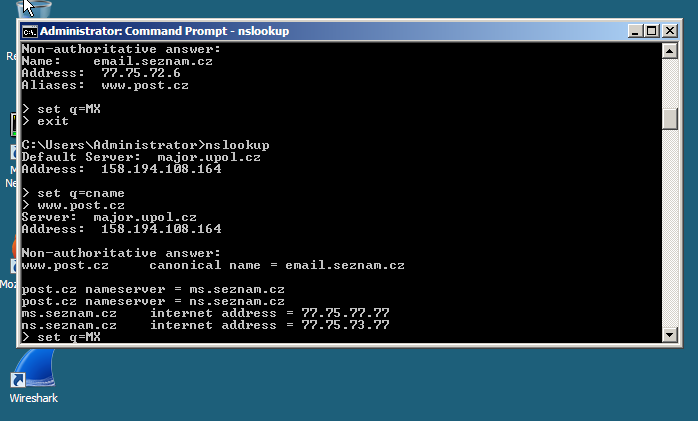 Administrator: Command Prompt - nslookup
Non-authoritative answer:
Name:    email.seznam.cz
Address:  77.75.72.6
Aliases:  www.post.cz
> set q=MX
> exit
C:\Users\Administrator>nslookup
Default Server:  major.upol.cz
Address:  158.194.108.164
> set q=cname
> www.post.cz
Server:  major.upol.cz
Address:  158.194.108.164
Non-authoritative answer:
www.post.cz     canonical name = email.seznam.cz
post.cz nameserver = ms.seznam.cz
post.cz nameserver = ns.seznam.cz
ms.seznam.cz    internet address = 77.75.77.77
ns.seznam.cz    internet address = 77.75.73.77
> set q=MX
Wireshark